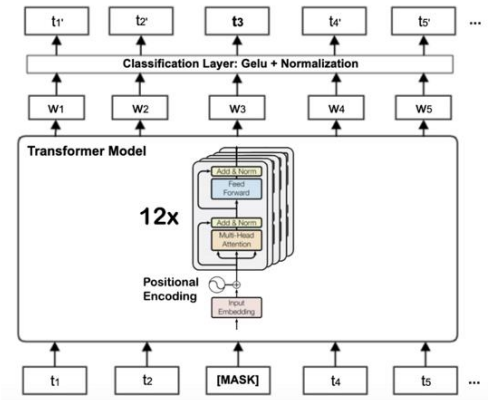 t1' t2' t3 t4' t5' ...
Classification Layer: Gelu + Normalization
W1 W2 W3 W4 W5
Transformer Model
12x
Add & Norm
Feed
Forward
Add & Norm
Multi-Head
Attention
Positional
Encoding
Input
Embedding
t1 t2 [MASK] t4 t5 ...